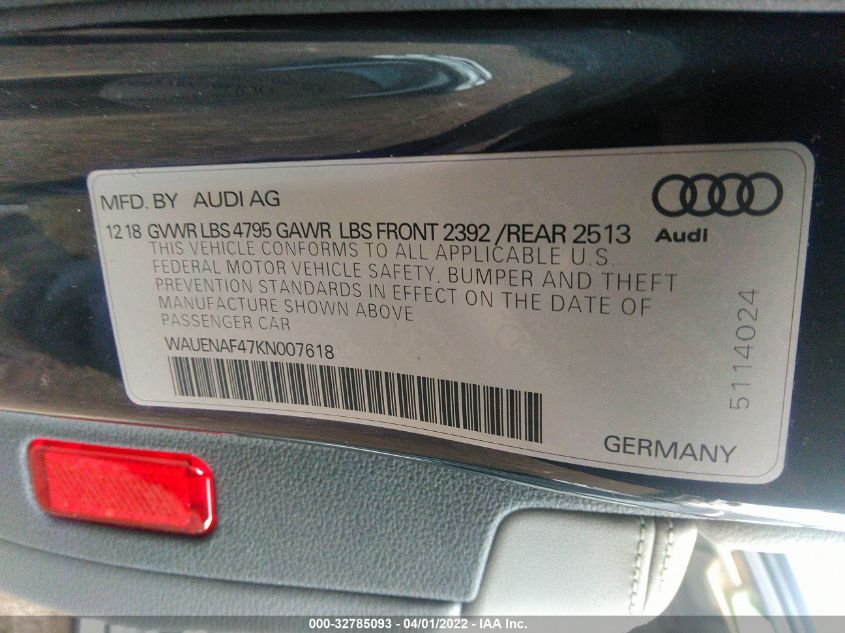 MFD. BY AUDI AG
12 18 GVWR LBS 4795 GAWR LBS FRONT 2392 /REAR 2513
Audi
THIS VEHICLE CONFORMS TO ALL APPLICABLE U.S.
FEDERAL MOTOR VEHICLE SAFETY, BUMPER AND THEFT
PREVENTION STANDARDS IN EFFECT ON THE DATE OF
MANUFACTURE SHOWN ABOVE
PASSENGER CAR
WAUENAF47KN007618
5114024
GERMANY
000-32785093 - 04/01/2022 - IAA Inc.